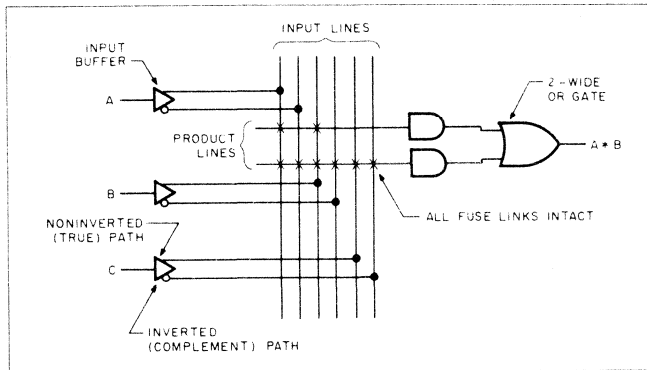 INPUT LINES
INPUT
BUFFER
A
2-WIDE
OR GATE
PRODUCT
LINES
A * B
B
ALL FUSE LINKS INTACT
NONINVERTED
(TRUE) PATH
C
INVERTED
(COMPLEMENT) PATH